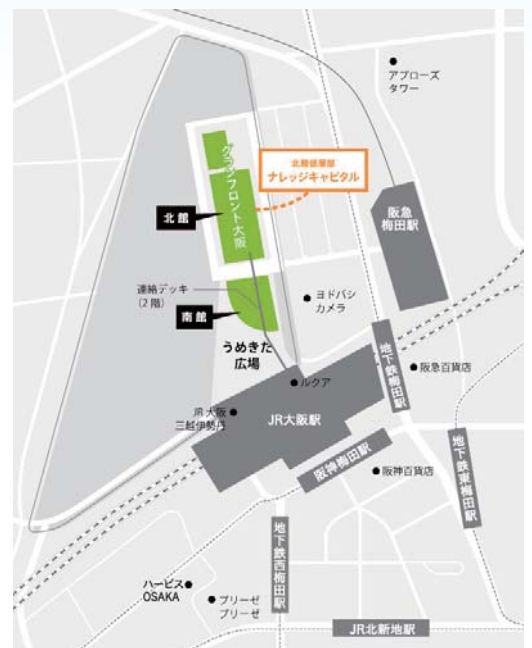 アプローズ
タワー
グランフロント大阪
北館低層部
ナレッジキャピタル
北館
阪急
梅田駅
連絡デッキ
(2階)
ヨドバシ
カメラ
南館
うめきた
広場
地下鉄梅田駅
阪急百貨店
ルクア
JR大阪
三越伊勢丹
JR大阪駅
阪神梅田駅
阪神百貨店
地下鉄東梅田駅
地下鉄西梅田駅
ハービス
OSAKA
ブリーゼ
ブリーゼ
JR北新地駅